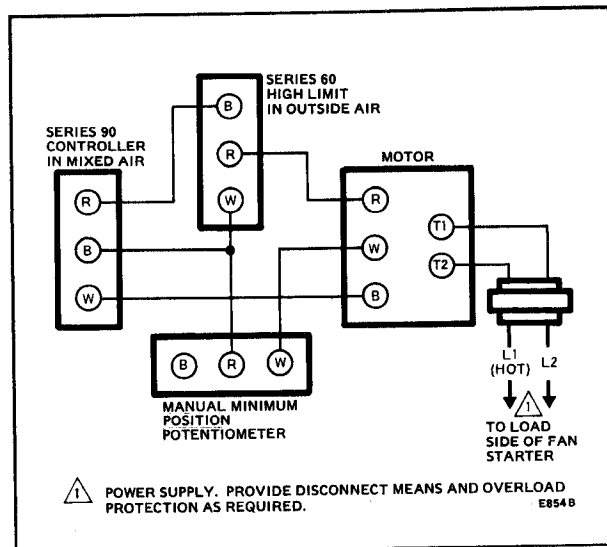 SERIES 60
HIGH LIMIT
IN OUTSIDE AIR
SERIES 90
CONTROLLER
IN MIXED AIR
MOTOR
B
R
W
R
B
W
R
W
B
T1
T2
B
R
W
MANUAL MINIMUM
POSITION
POTENTIOMETER
L1
(HOT)
L2
1
TO LOAD
SIDE OF FAN
STARTER
1
POWER SUPPLY. PROVIDE DISCONNECT MEANS AND OVERLOAD
PROTECTION AS REQUIRED.
E854B